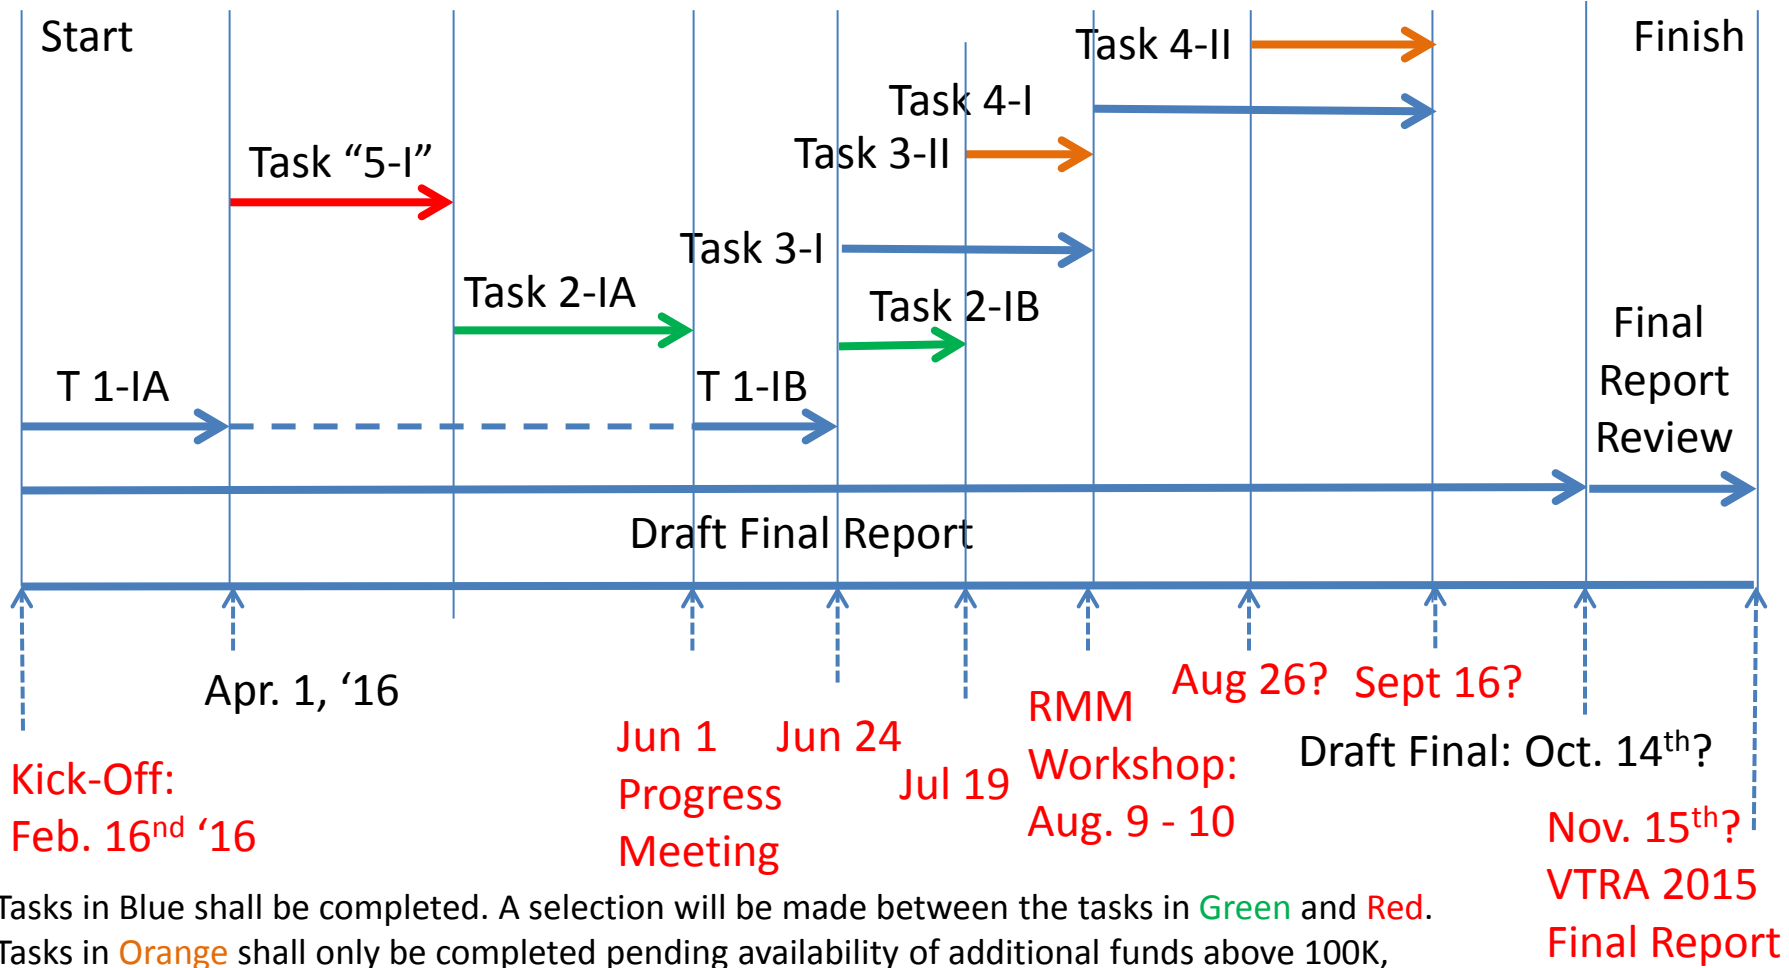 Start
Finish
Task 4-II
Task 4-I
Task 3-II
Task “5-I”
Task 3-I
Task 2-IA
Task 2-IB
T 1-IA
T 1-IB
Final
Report
Review
Draft Final Report
Apr. 1, ‘16
Aug 26?
Sept 16?
RMM
Workshop:
Aug. 9 - 10
Jun 1
Progress
Meeting
Jun 24
Jul 19
Draft Final: Oct. 14th?
Kick-Off:
Feb. 16nd ‘16
Nov. 15th?
VTRA 2015
Final Report
Tasks in Blue shall be completed. A selection will be made between the tasks in Green and Red.
Tasks in Orange shall only be completed pending availability of additional funds above 100K,